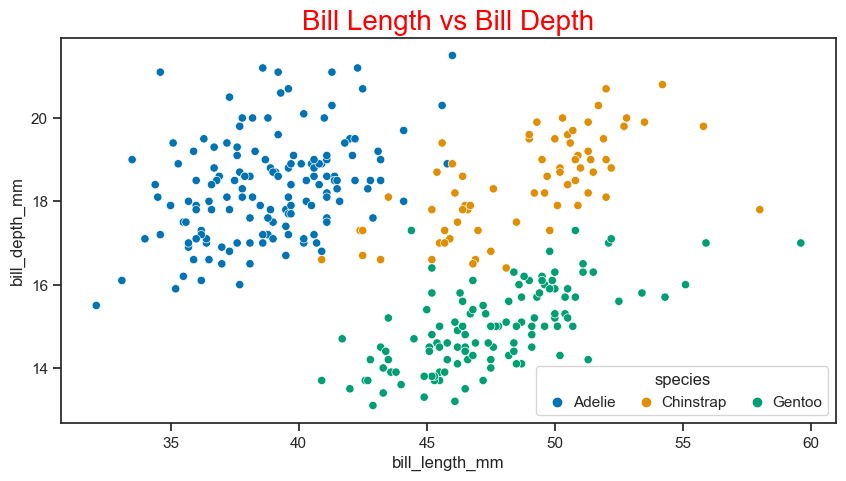 Bill Length vs Bill Depth
bill_depth_mm
20
18
16
14
species
Adelie Chinstrap Gentoo
35 40 45 50 55 60
bill_length_mm